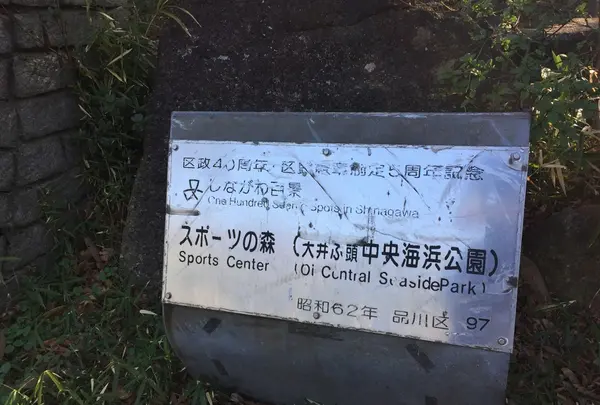 区政40周年・区民憲章制定5周年記念
しながわ百景
One Hundred Scenic Spots in Shinagawa
スポーツの森 (大井ふ頭中央海浜公園)
Sports Center (Oi Central SeasidePark)
昭和62年 品川区 97